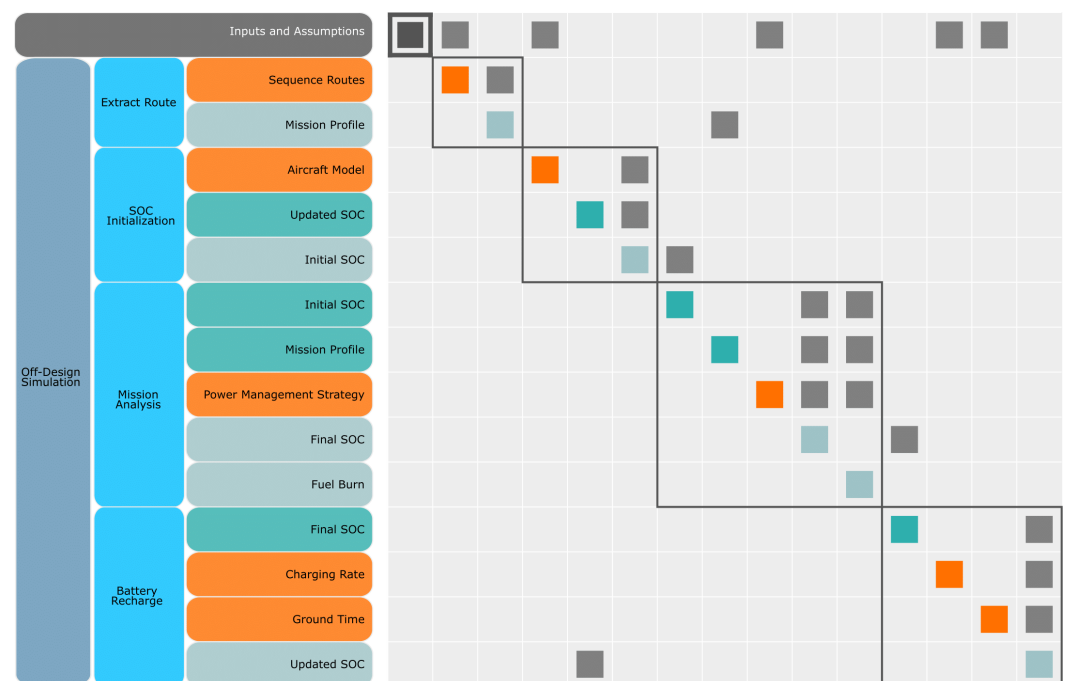 Inputs and Assumptions
Off-Design
Simulation
Extract Route
Sequence Routes
Mission Profile
SOC
Initialization
Aircraft Model
Updated SOC
Initial SOC
Mission
Analysis
Initial SOC
Mission Profile
Power Management Strategy
Final SOC
Fuel Burn
Battery
Recharge
Final SOC
Charging Rate
Ground Time
Updated SOC